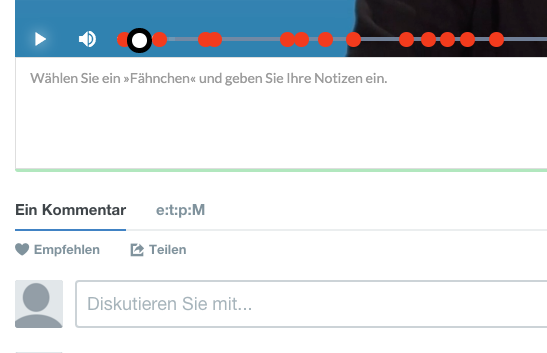 Wählen Sie ein »Fähnchen« und geben Sie Ihre Notizen ein.
Ein Kommentar e:t:p:M
Empfehlen Teilen
Diskutieren Sie mit...